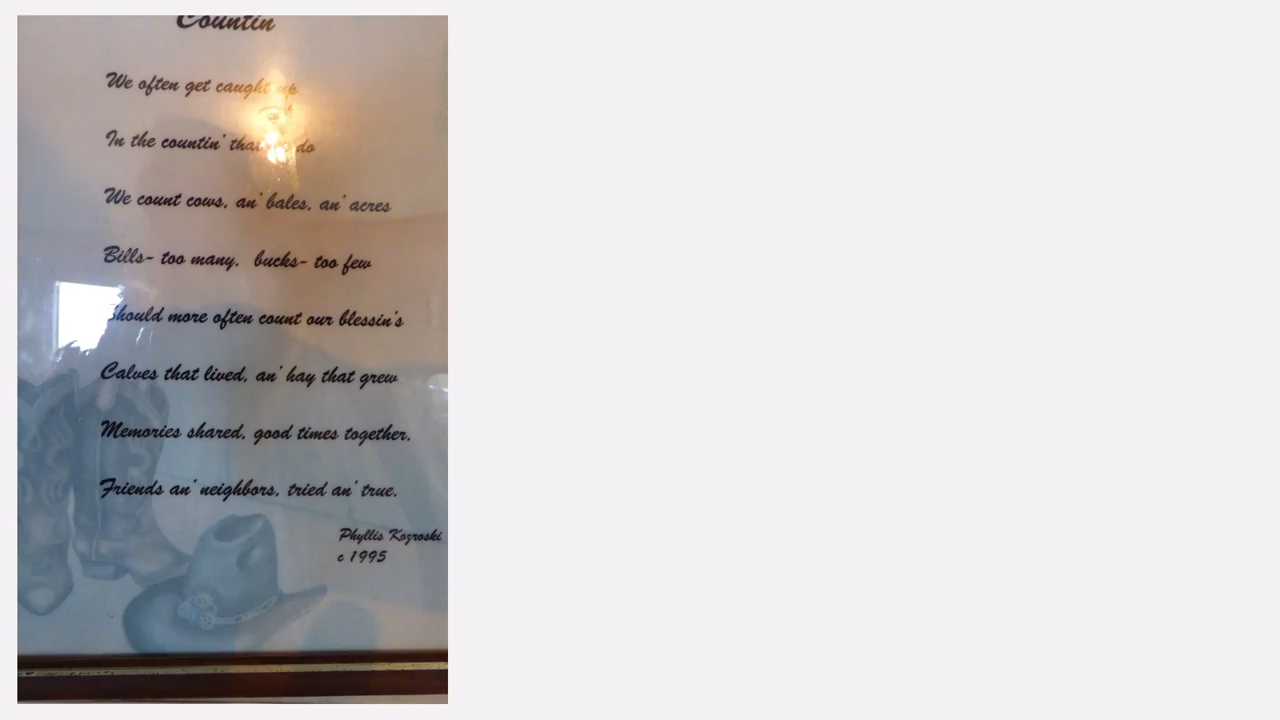 Countin
We often get caught up
In the countin' that do
We count cows, an' bales, an' acres
Bills- too many, bucks- too few
Should more often count our blessin's
Calves that lived, an' hay that grew
Memories shared, good times together,
Friends an' neighbors, tried an' true.
Phyllis Kozroski
c 1995